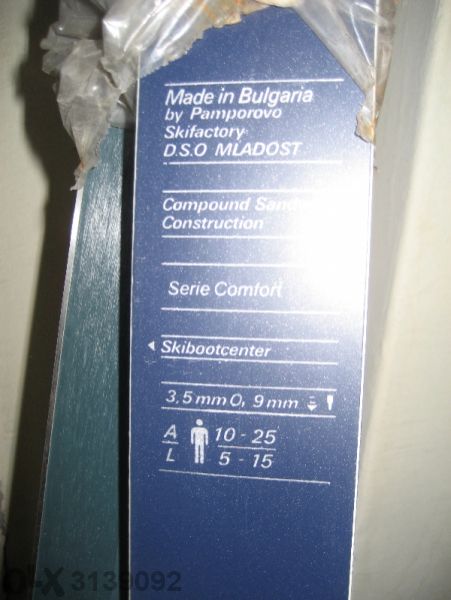 Made in Bulgaria
by Pamporovo
Skifactory
D.S.O MLADOST
Compound
Construction
Serie Comfort
Skibootcenter
3,5 mm O, 9 mm
A 10 - 25
L 5 - 15
OLX 3139092